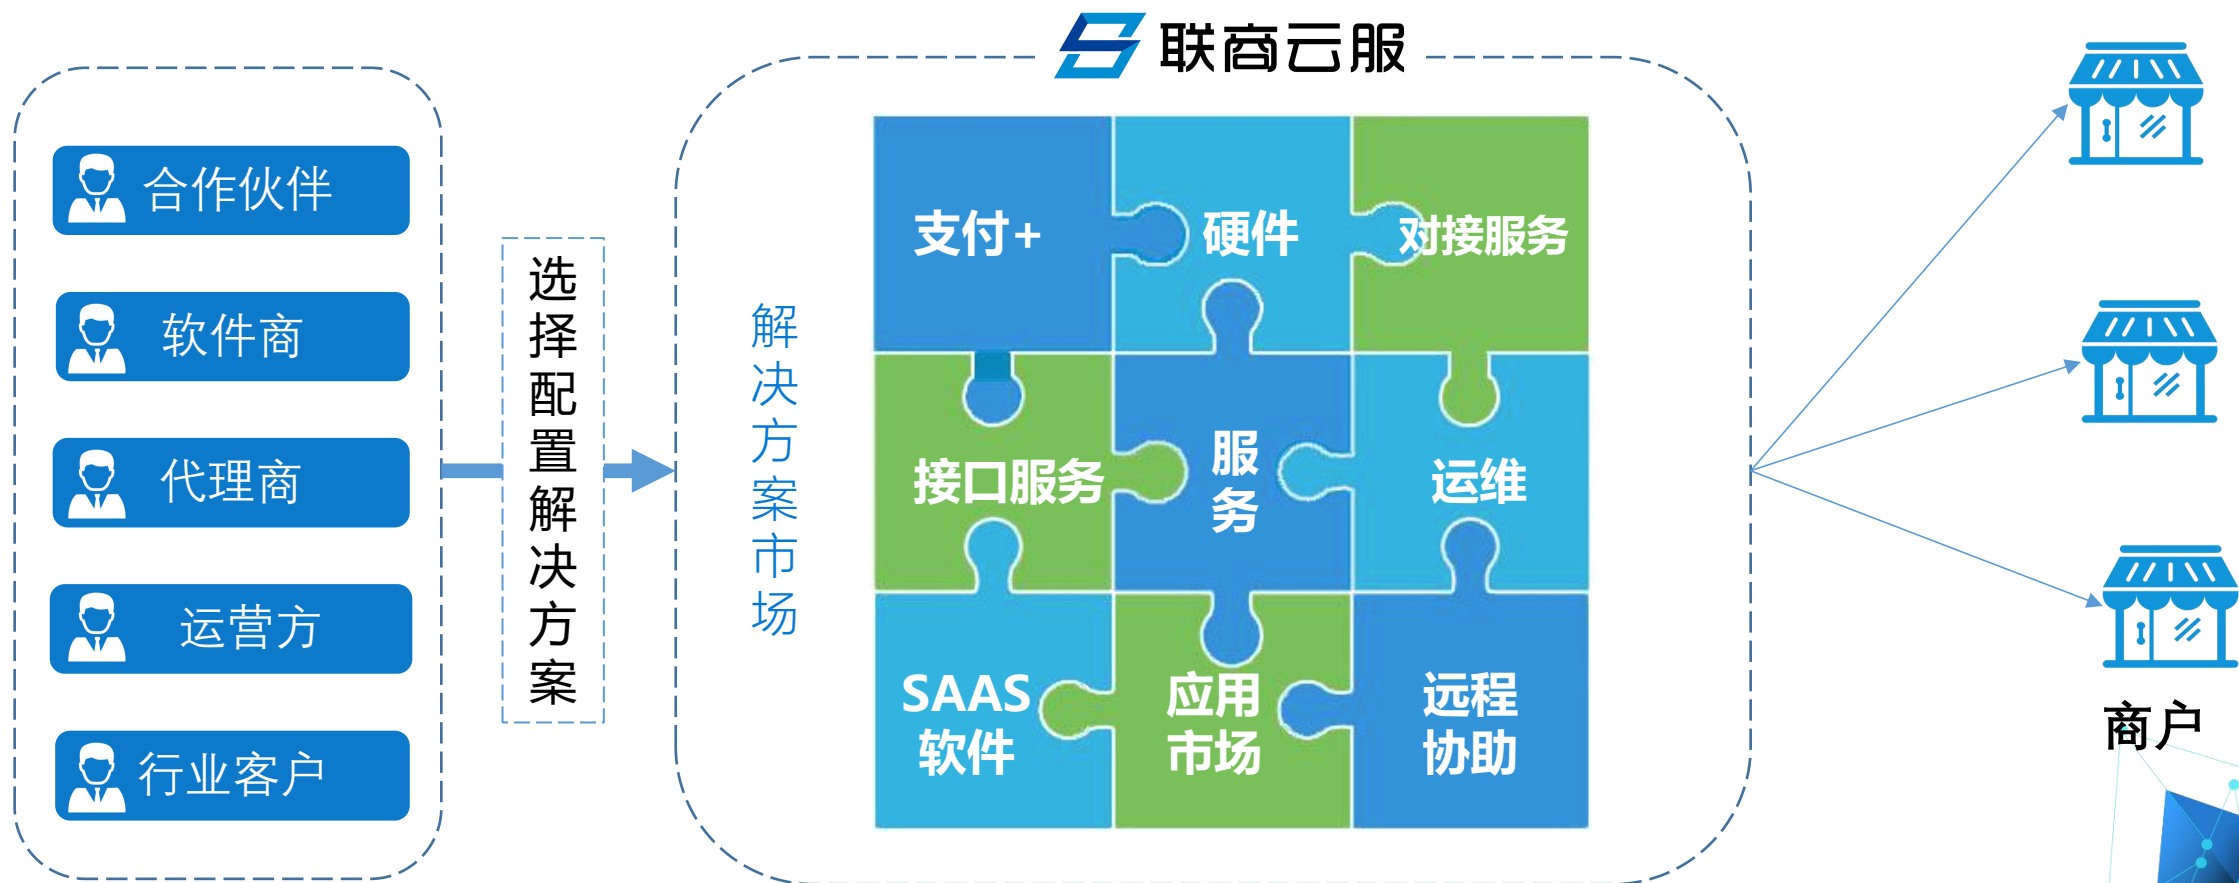 联商云服
合作伙伴
软件商
代理商
运营方
行业客户
选择配置解决方案
解决方案市场
支付+
硬件
对接服务
接口服务
服务
运维
SAAS
软件
应用
市场
远程
协助
商户